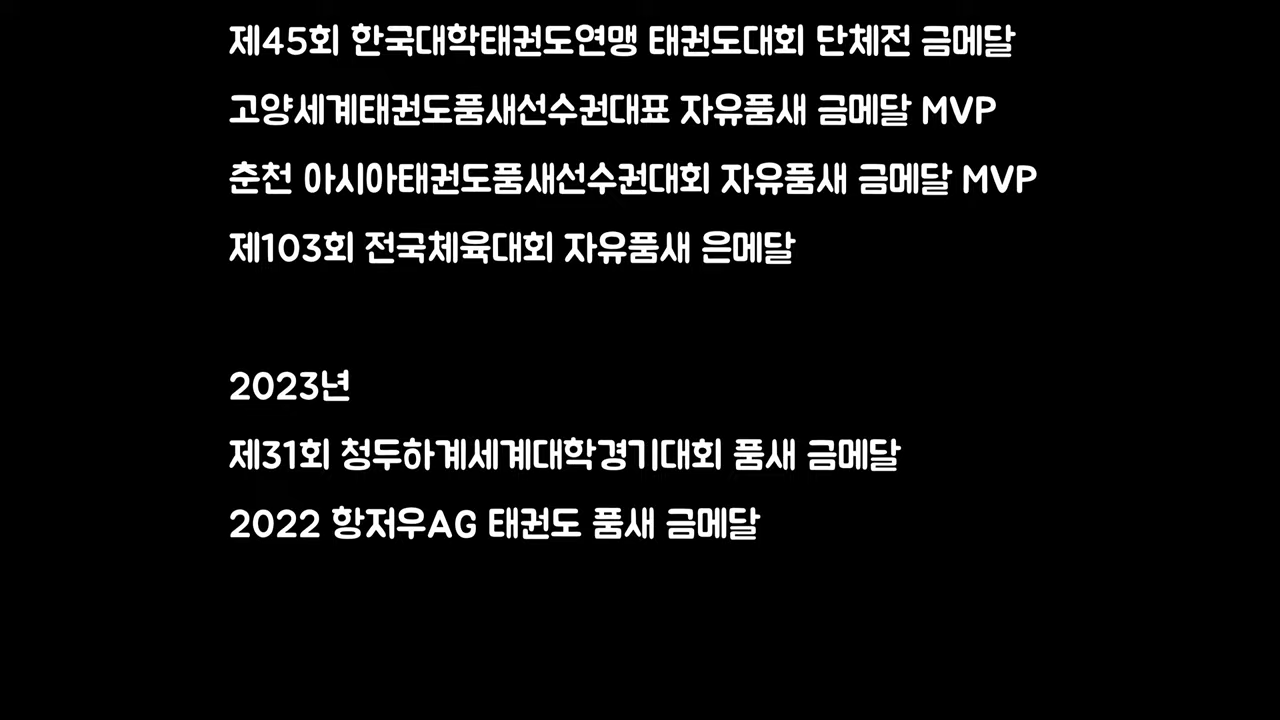 제45회 한국대학태권도연맹 태권도대회 단체전 금메달
고양세계태권도품새선수권대표 자유품새 금메달 MVP
춘천 아시아태권도품새선수권대회 자유품새 금메달 MVP
제103회 전국체육대회 자유품새 은메달
2023년
제31회 청두하계세계대학경기대회 품새 금메달
2022 항저우AG 태권도 품새 금메달